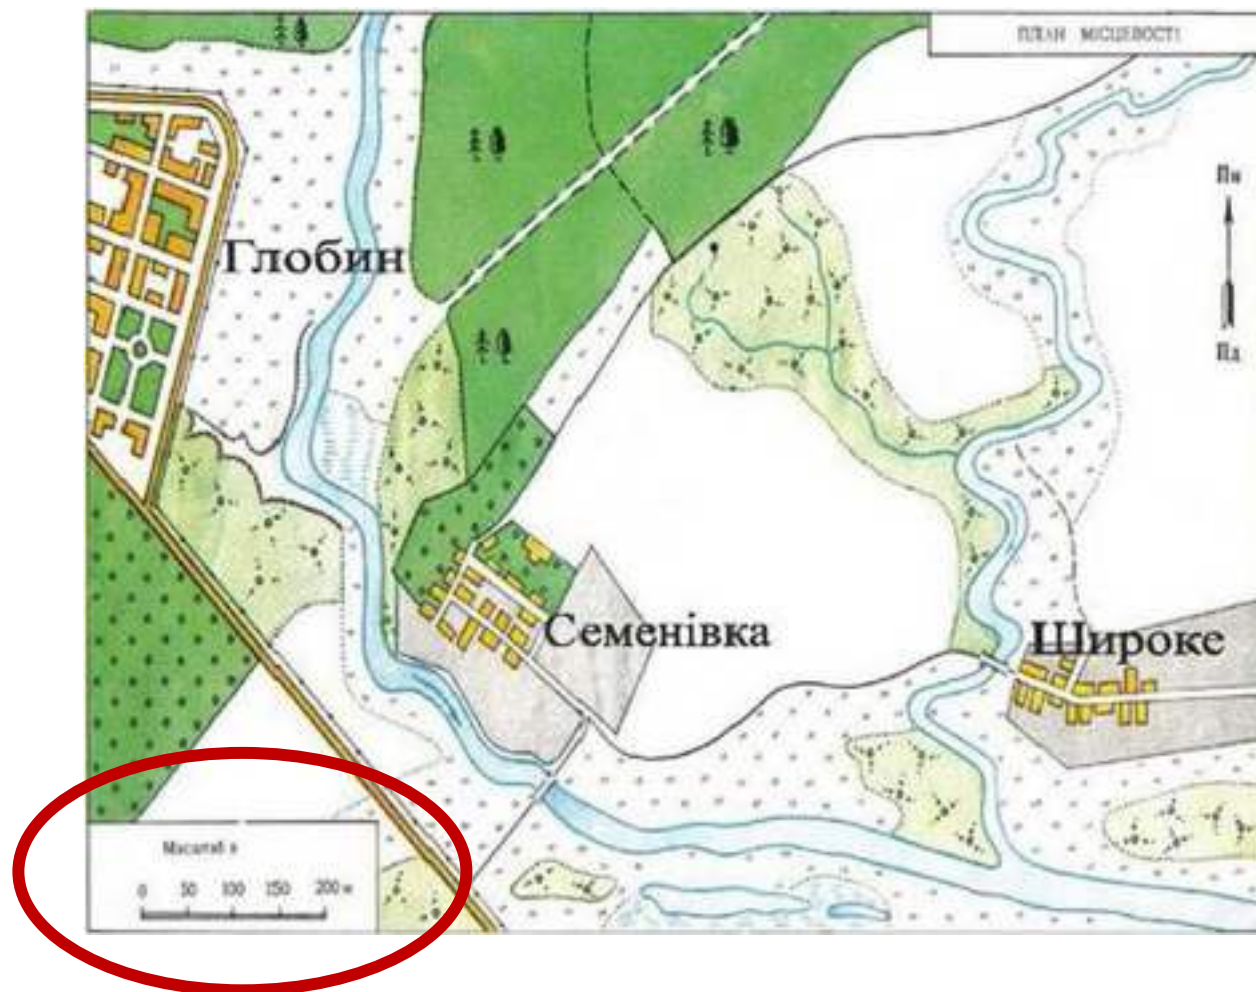 ПЛАН МІСЦЕВОСТІ
Пн
Пд
Глобин
Семенівка
Широке
Масштаб в
0 50 100 150 200 м